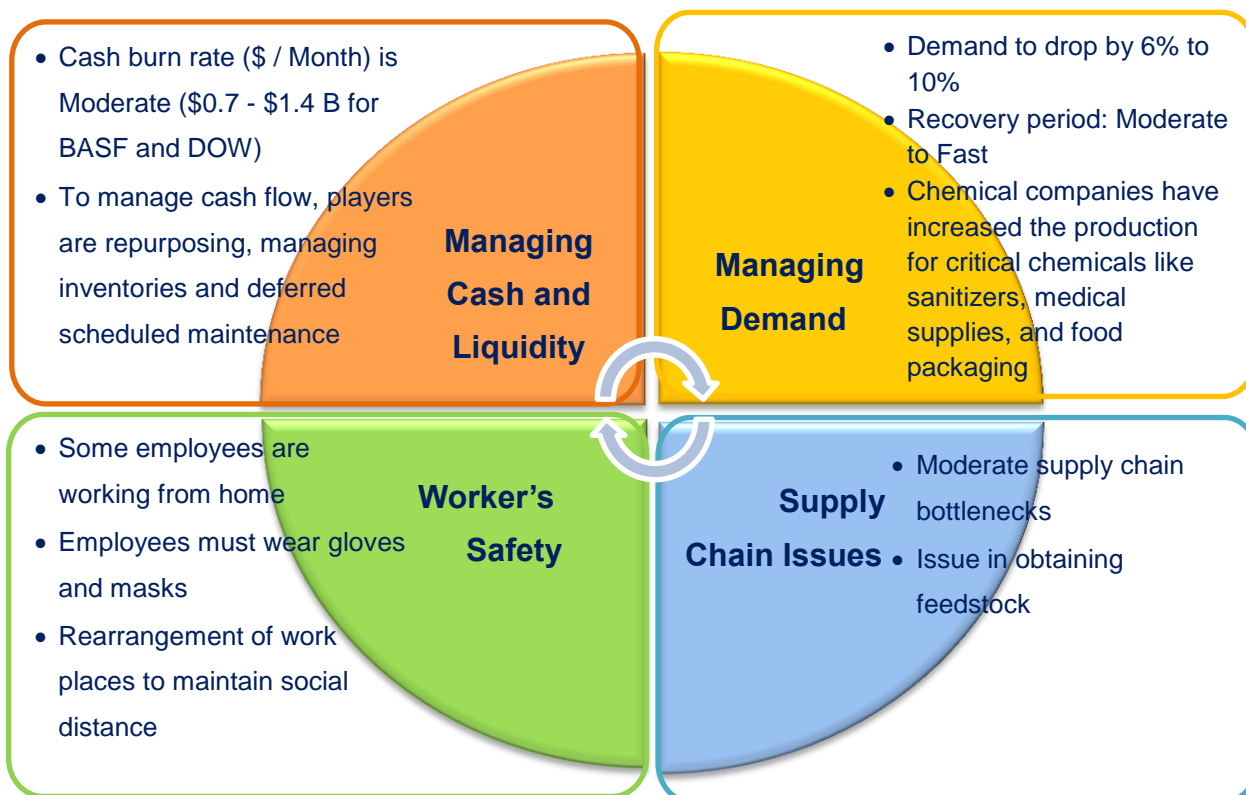 • Cash burn rate ($ / Month) is
Moderate ($0.7 - $1.4 B for
BASF and DOW)
• To manage cash flow, players
are repurposing, managing
inventories and deferred
scheduled maintenance
Managing
Cash and
Liquidity
• Demand to drop by 6% to
10%
• Recovery period: Moderate
to Fast
• Chemical companies have
increased the production
for critical chemicals like
sanitizers, medical
supplies, and food
packaging
Managing
Demand
• Some employees are
working from home
• Employees must wear gloves
and masks
• Rearrangement of work
places to maintain social
distance
Worker’s
Safety
Supply
Chain Issues
• Moderate supply chain
bottlenecks
• Issue in obtaining
feedstock